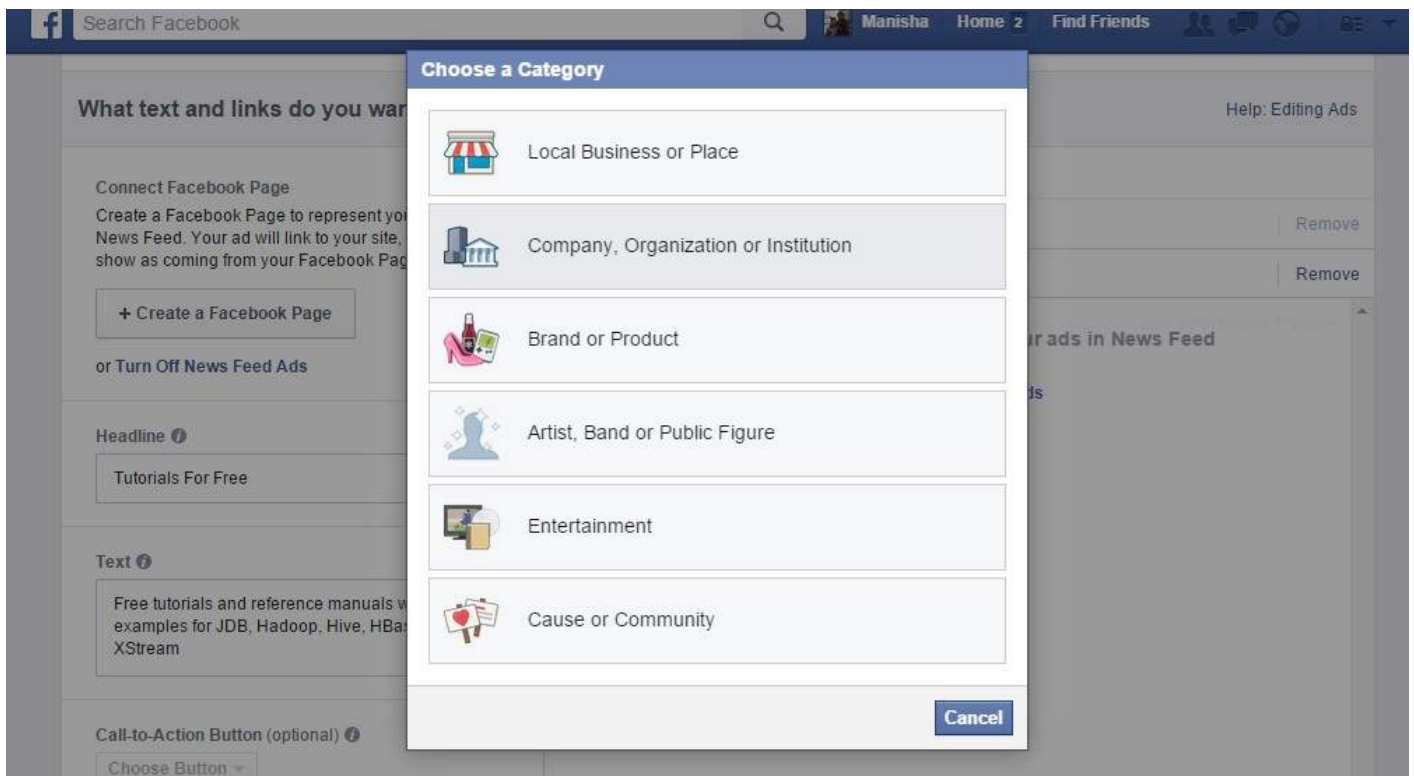 f
Search Facebook
Manisha Home 2 Find Friends
Choose a Category
What text and links do you
Help: Editing Ads
Local Business or Place
Connect Facebook Page
Create a Facebook Page to represent
News Feed. Your ad will link to your site,
show as coming from your Facebook
+ Create a Facebook Page
or Turn Off News Feed Ads
Company, Organization or Institution
Remove
Remove
Brand or Product
ads in News Feed
Headline
Tutorials For Free
Artist, Band or Public Figure
Entertainment
Text
Free tutorials and reference manuals
examples for JDB, Hadoop, Hive,
XStream
Cause or Community
Cancel
Call-to-Action Button (optional)
Choose Button